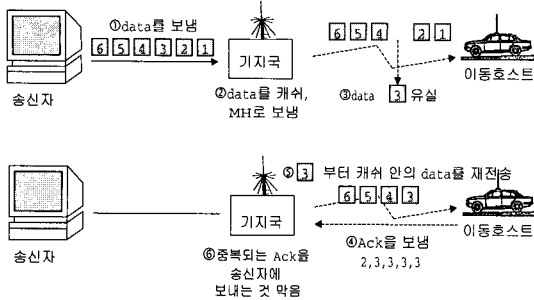 ①data를 보냄
6 5 4 3 2 1
송신자
기지국
②data를 캐쉬,
MH로 보냄
6 5 4 2 1
③data 3 유실
이동호스트
⑤ 3 부터 캐쉬 안의 data를 재전송
6 5 4 3
송신자
기지국
④Ack을 보냄
2,3,3,3,3
이동호스트
⑥중복되는 Ack을
송신자에
보내는 것 막음